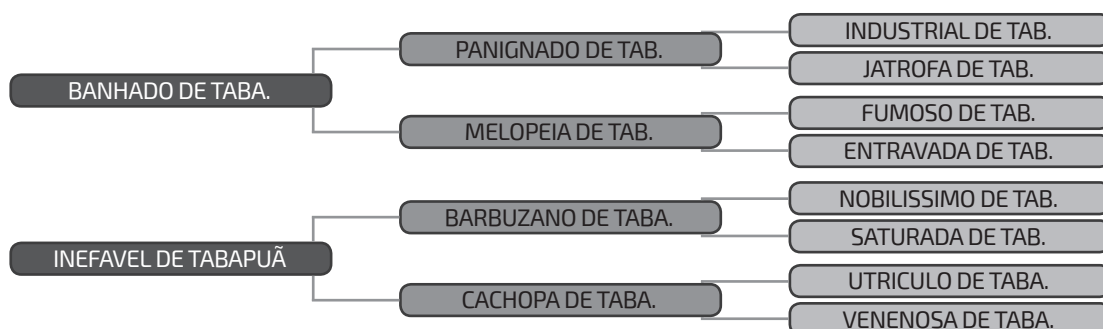 BANHADO DE TABA.
PANIGNADO DE TAB.
INDUSTRIAL DE TAB.
JATROFA DE TAB.
MELOPEIA DE TAB.
FUMOSO DE TAB.
ENTRAVADA DE TAB.
INEFAVEL DE TABAPUÃ
BARBUZANO DE TABA.
NOBILISSIMO DE TAB.
SATURADA DE TAB.
CACHOPA DE TABA.
UTRICULO DE TABA.
VENENOSA DE TABA.